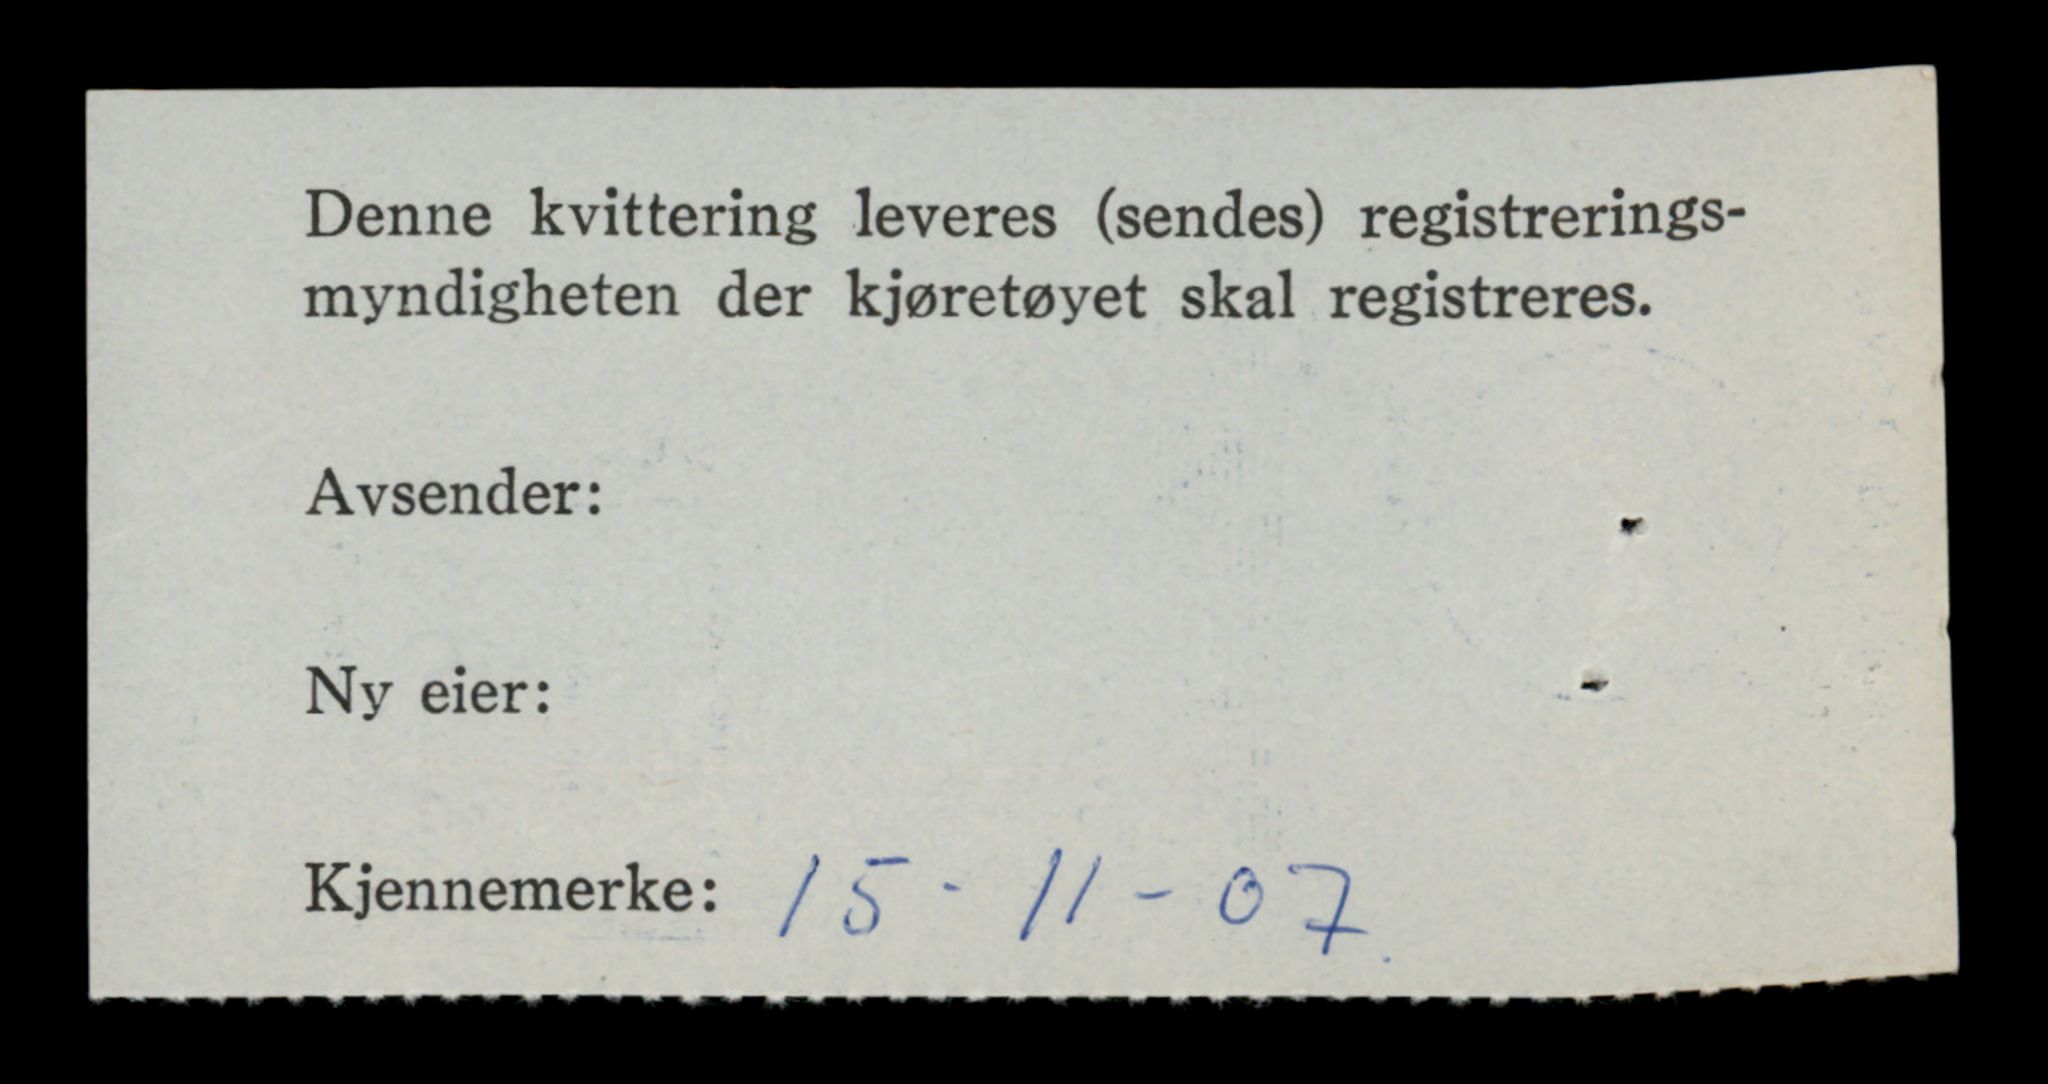 Denne kvittering leveres (sendes) registrerings-
myndigheten der kjøretøyet skal registreres.
Avsender:
Ny eier:
Kjennemerke: 15-11-07.